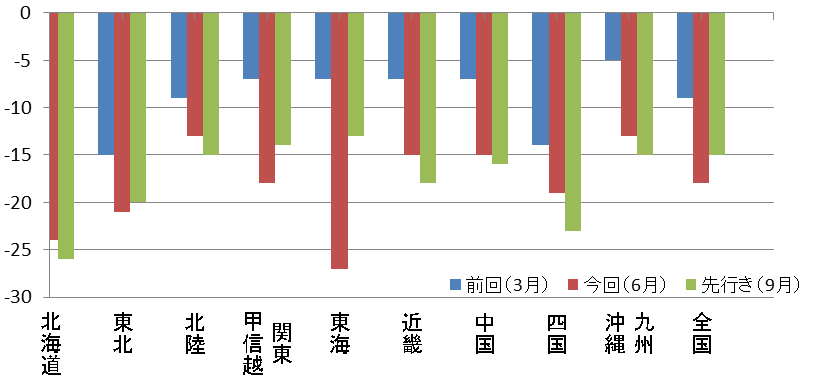 0
-5
-10
-15
-20
-25
-30
前回（3月）
今回（6月）
先行き（9月）
北海道
東北
北陸
関東
甲信越
東海
近畿
中国
四国
九州
沖縄
全国